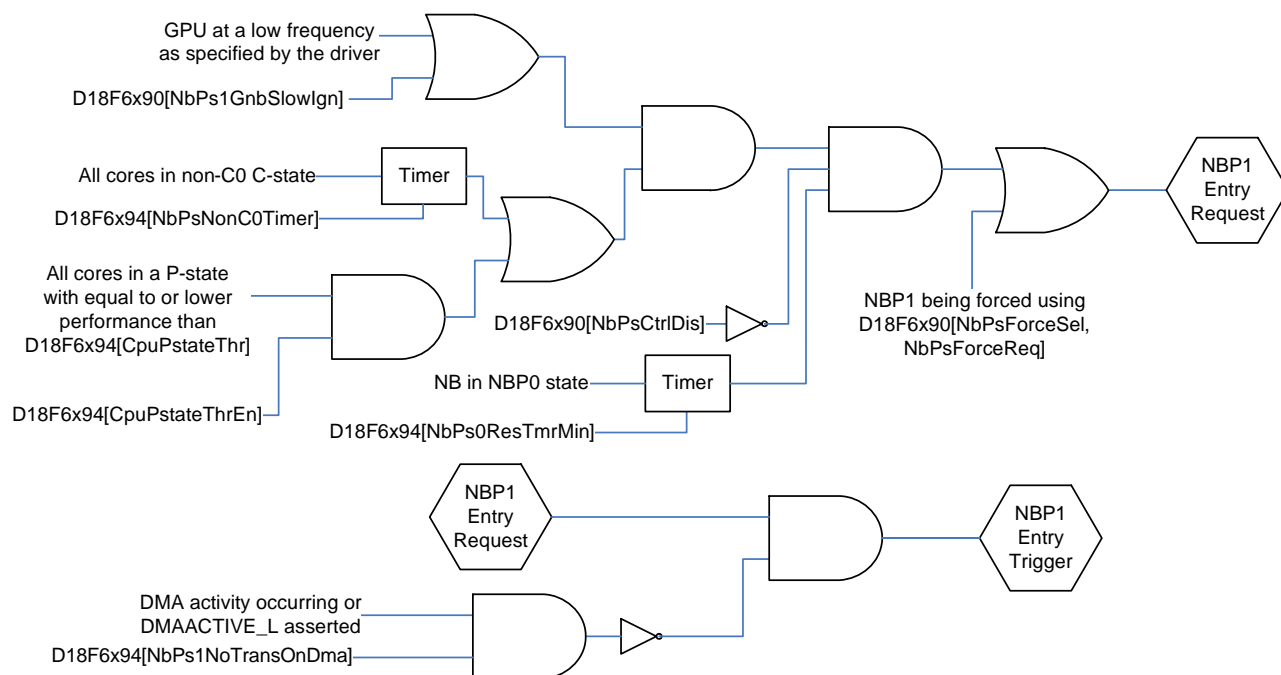 GPU at a low frequency
as specified by the driver
D18F6x90[NbPs1GnbSlowIgn]
All cores in non-C0 C-state
Timer
D18F6x94[NbPsNonC0Timer]
All cores in a P-state
with equal to or lower
performance than
D18F6x94[CpuPstateThr]
D18F6x94[CpuPstateThrEn]
D18F6x90[NbPsCtrlDis]
NB in NBP0 state
Timer
D18F6x94[NbPs0ResTmrMin]
NBP1 being forced using
D18F6x90[NbPsForceSel,
NbPsForceReq]
NBP1
Entry
Request
NBP1
Entry
Request
DMA activity occurring or
DMAACTIVE_L asserted
D18F6x94[NbPs1NoTransOnDma]
NBP1
Entry
Trigger